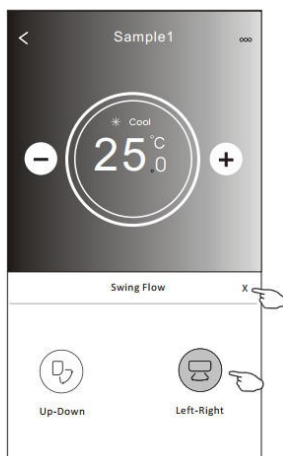 Sample1
Cool
25.0 °C
Swing Flow X
Up-Down Left-Right